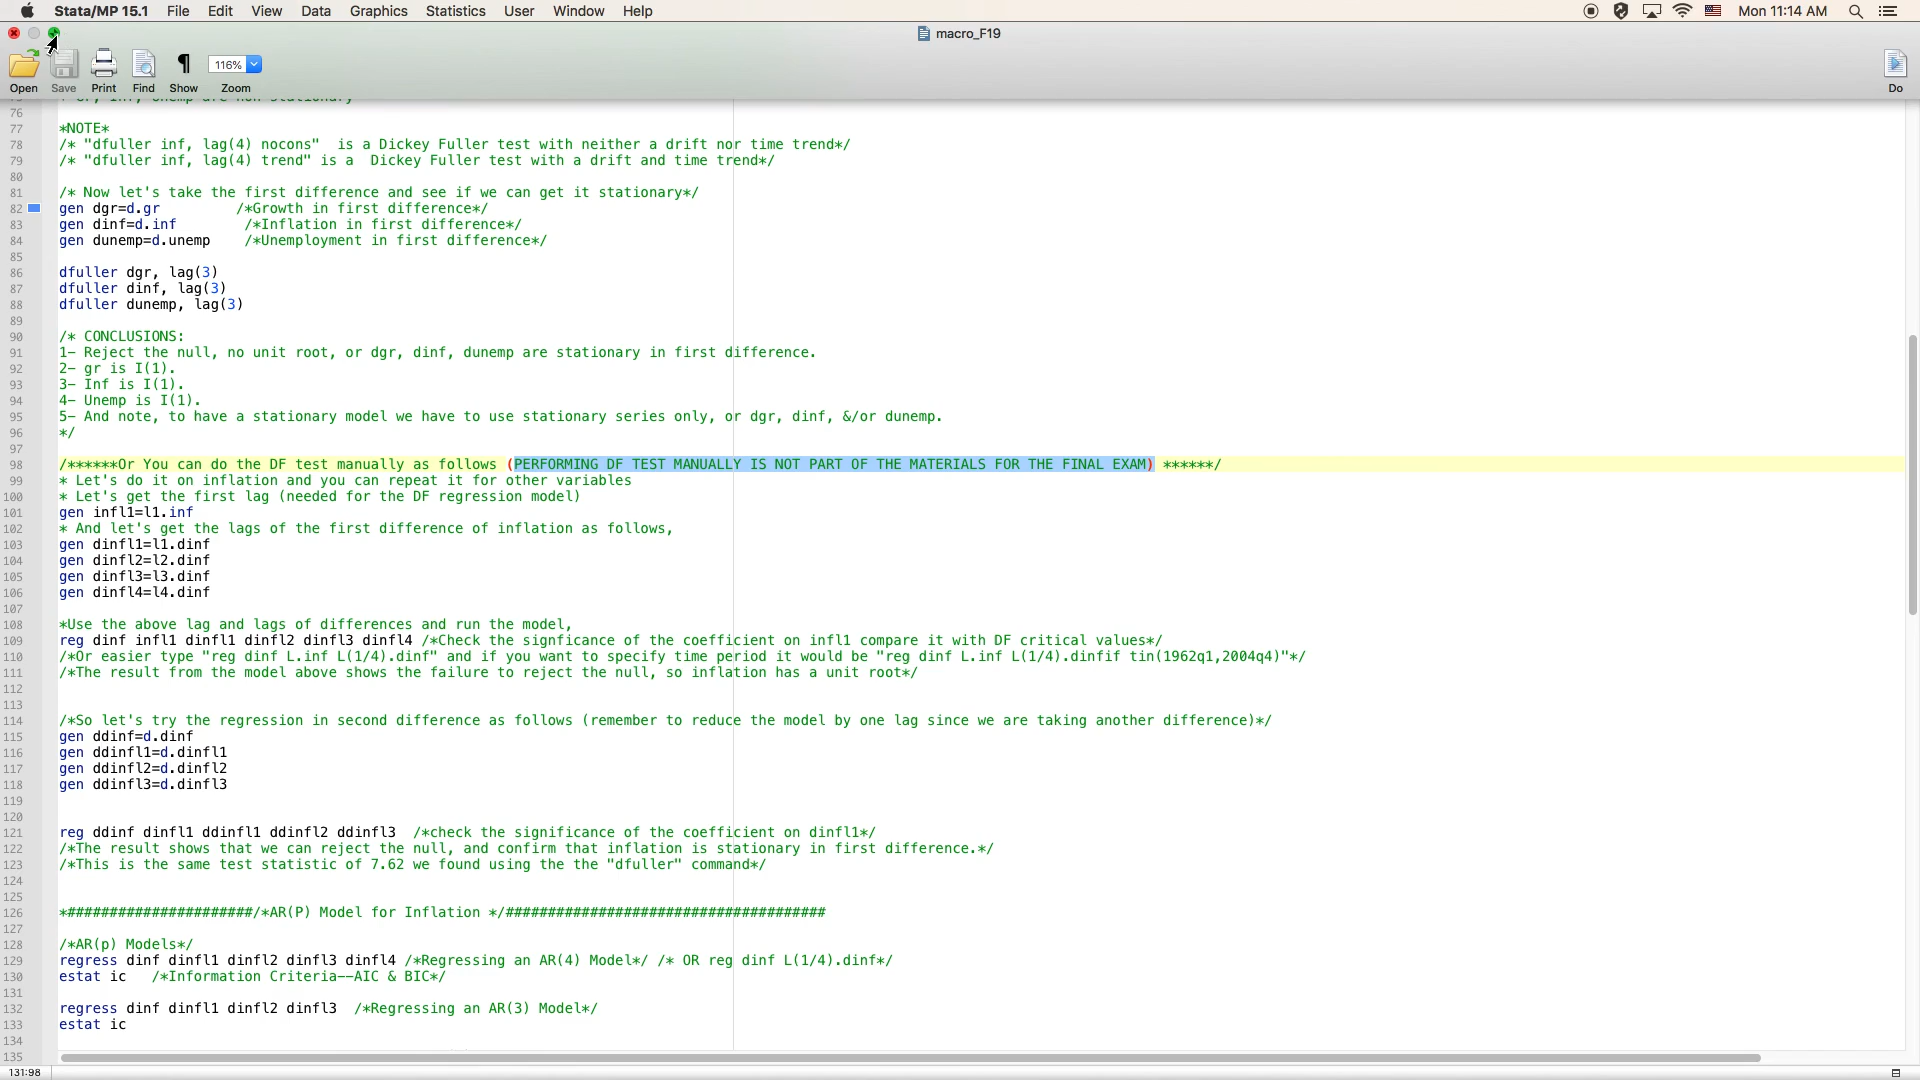 Stata/MP 15.1 File Edit View Data Graphics Statistics User Window Help Mon 11:14 AM
macro_F19
116%
Open Save Print Find Show Zoom Do
76
77 *NOTE*
78 /* "dfuller inf, lag(4) nocons"  is a Dickey Fuller test with neither a drift nor time trend*/
79 /* "dfuller inf, lag(4) trend" is a  Dickey Fuller test with a drift and time trend*/
80
81 /* Now let's take the first difference and see if we can get it stationary*/
82 gen dgr=d.gr /*Growth in first difference*/
83 gen dinf=d.inf /*Inflation in first difference*/
84 gen dunemp=d.unemp /*Unemployment in first difference*/
85
86 dfuller dgr, lag(3)
87 dfuller dinf, lag(3)
88 dfuller dunemp, lag(3)
89
90 /* CONCLUSIONS:
91 1- Reject the null, no unit root, or dgr, dinf, dunemp are stationary in first difference.
92 2- gr is I(1).
93 3- Inf is I(1).
94 4- Unemp is I(1).
95 5- And note, to have a stationary model we have to use stationary series only, or dgr, dinf, &/or dunemp.
96 */
97
98 /******Or You can do the DF test manually as follows (PERFORMING DF TEST MANUALLY IS NOT PART OF THE MATERIALS FOR THE FINAL EXAM) ******/
99 * Let's do it on inflation and you can repeat it for other variables
100 * Let's get the first lag (needed for the DF regression model)
101 gen infl1=l1.inf
102 * And let's get the lags of the first difference of inflation as follows,
103 gen dinfl1=l1.dinf
104 gen dinfl2=l2.dinf
105 gen dinfl3=l3.dinf
106 gen dinfl4=l4.dinf
107
108 *Use the above lag and lags of differences and run the model,
109 reg dinf infl1 dinfl1 dinfl2 dinfl3 dinfl4 /*Check the signficance of the coefficient on infl1 compare it with DF critical values*/
110 /*Or easier type "reg dinf L.inf L(1/4).dinf" and if you want to specify time period it would be "reg dinf L.inf L(1/4).dinfif tin(1962q1,2004q4)"*/
111 /*The result from the model above shows the failure to reject the null, so inflation has a unit root*/
112
113
114 /*So let's try the regression in second difference as follows (remember to reduce the model by one lag since we are taking another difference)*/
115 gen ddinf=d.dinf
116 gen ddinfl1=d.dinfl1
117 gen ddinfl2=d.dinfl2
118 gen ddinfl3=d.dinfl3
119
120
121 reg ddinf dinfl1 ddinfl1 ddinfl2 ddinfl3 /*check the significance of the coefficient on dinfl1*/
122 /*The result shows that we can reject the null, and confirm that inflation is stationary in first difference.*/
123 /*This is the same test statistic of 7.62 we found using the the "dfuller" command*/
124
125
126 *######################/*AR(P) Model for Inflation */######################################
127
128 /*AR(p) Models*/
129 regress dinf dinfl1 dinfl2 dinfl3 dinfl4 /*Regressing an AR(4) Model*/ /* OR reg dinf L(1/4).dinf*/
130 estat ic /*Information Criteria--AIC & BIC*/
131
132 regress dinf dinfl1 dinfl2 dinfl3 /*Regressing an AR(3) Model*/
133 estat ic
134
135
131:98